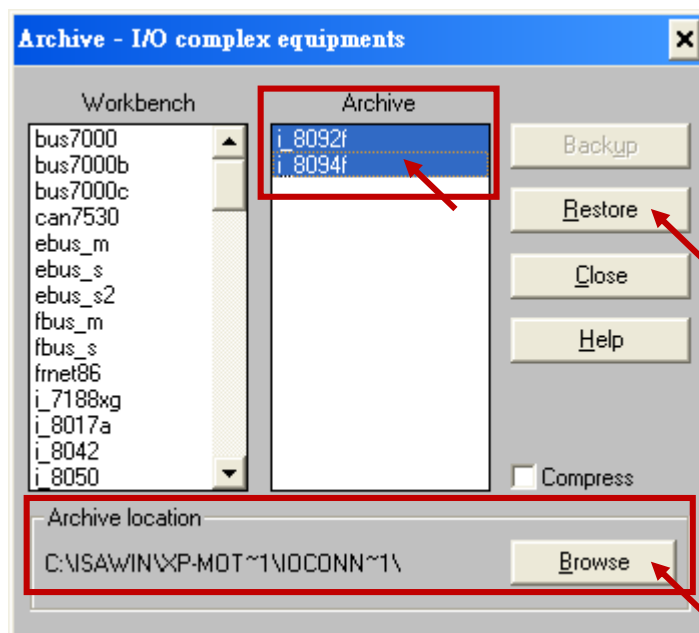 Archive - I/O complex equipments
Workbench
bus7000
bus7000b
bus7000c
can7530
ebus_m
ebus_s
ebus_s2
fbus_m
fbus_s
frnet86
i_7188xg
i_8017a
i_8042
i_8050
Archive
i_8092f
i_8094f
Backup
Restore
Close
Help
Compress
Archive location
C:\ISAWIN\XP-MOT~1\IOCONN~1\
Browse